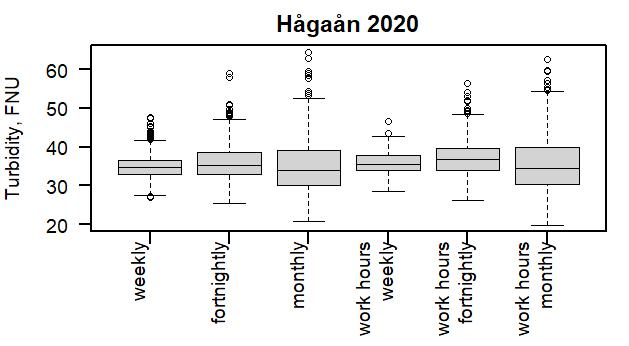 Hågaån 2020
Turbidity, FNU
60
50
40
30
20
weekly
fortnightly
monthly
work hours
weekly
work hours
fortnightly
work hours
monthly